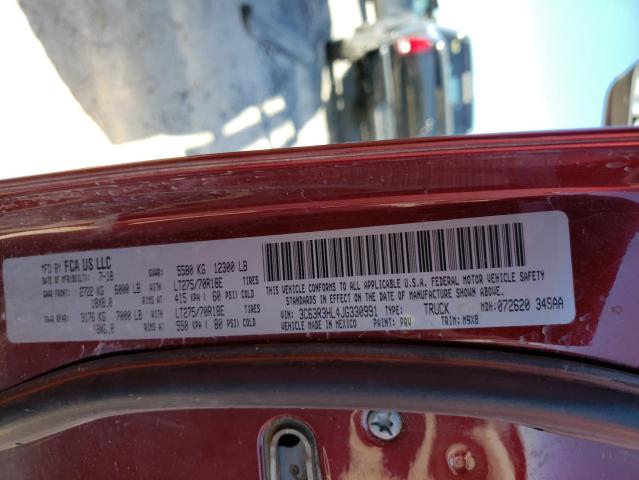 MFD BY FCA US LLC
DATE OF MFR(BUILT): 7-18 GVWR: 5580 KG 12300 LB
GAWR FRONT: 2722 KG 6000 LB LT275/70R18E TIRES
18X8.0 RIMS AT 415 KPA ( 60 PSI) COLD
GAWR REAR: 3176 KG 7000 LB LT275/70R18E TIRES
18X8.0 RIMS AT 550 KPA ( 80 PSI) COLD
THIS VEHICLE CONFORMS TO ALL APPLICABLE U.S.A. FEDERAL MOTOR VEHICLE SAFETY
STANDARDS IN EFFECT ON THE DATE OF MANUFACTURE SHOWN ABOVE.
VIN: 3C63R3HL4JG330991 TYPE: TRUCK MDH: 072620 349AA
VEHICLE MADE IN MEXICO PAINT: PRV TRIM: M9X8